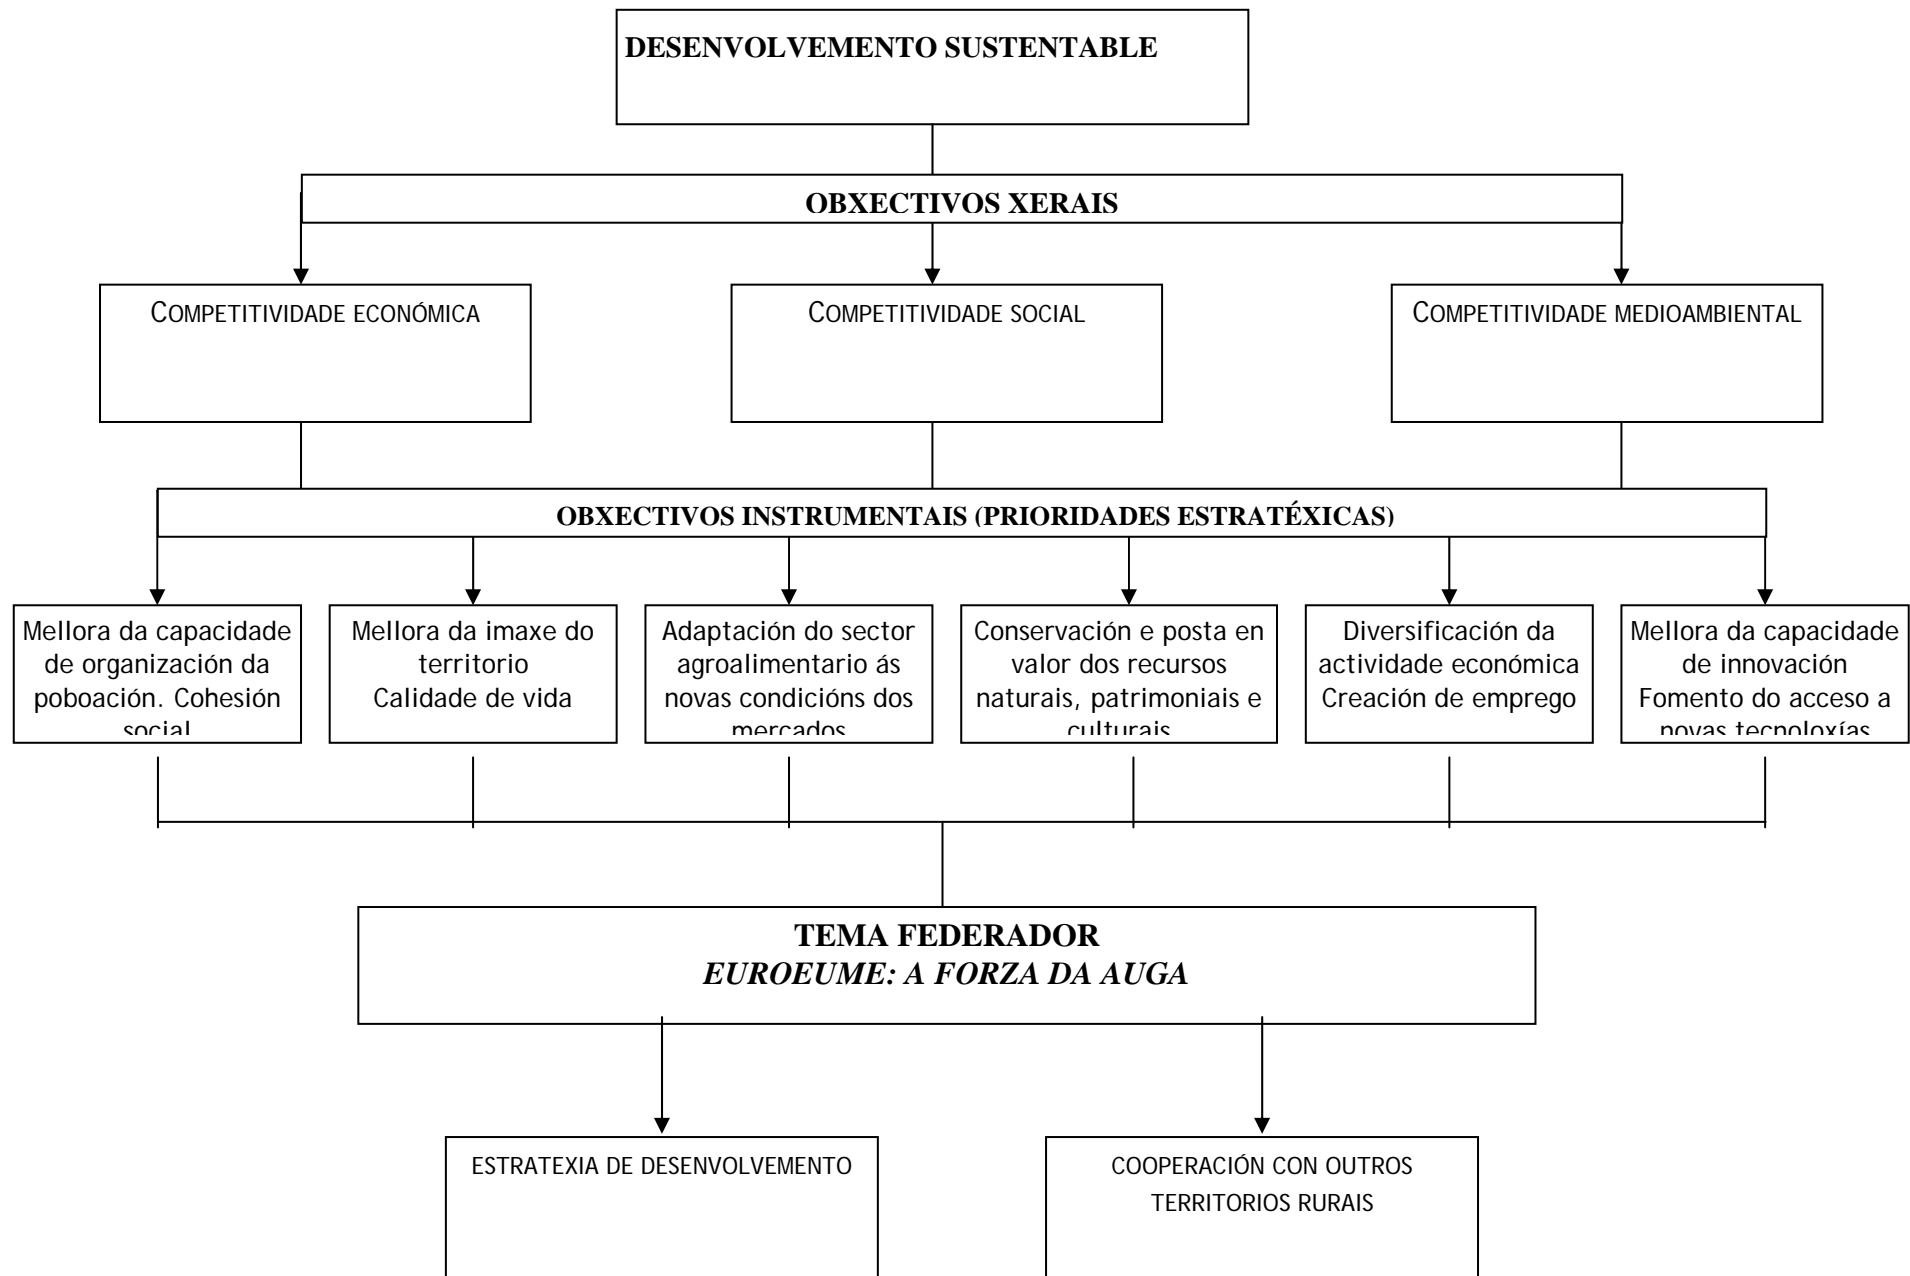 DESENVOLVEMENTO SUSTENTABLE
OBXECTIVOS XERAIS
COMPETITIVIDADE ECONÓMICA
COMPETITIVIDADE SOCIAL
COMPETITIVIDADE MEDIOAMBIENTAL
OBXECTIVOS INSTRUMENTAIS (PRIORIDADES ESTRATÉXICAS)
Mellora da capacidade
de organización da
poboación. Cohesión
social
Mellora da imaxe do
territorio
Calidade de vida
Adaptación do sector
agroalimentario ás
novas condicións dos
mercados
Conservación e posta en
valor dos recursos
naturais, patrimoniais e
culturais
Diversificación da
actividade económica
Creación de emprego
Mellora da capacidade
de innovación
Fomento do acceso a
novas tecnoloxías
TEMA FEDERADOR
EUROEUME: A FORZA DA AUGA
ESTRATEXIA DE DESENVOLVEMENTO
COOPERACIÓN CON OUTROS
TERRITORIOS RURAIS